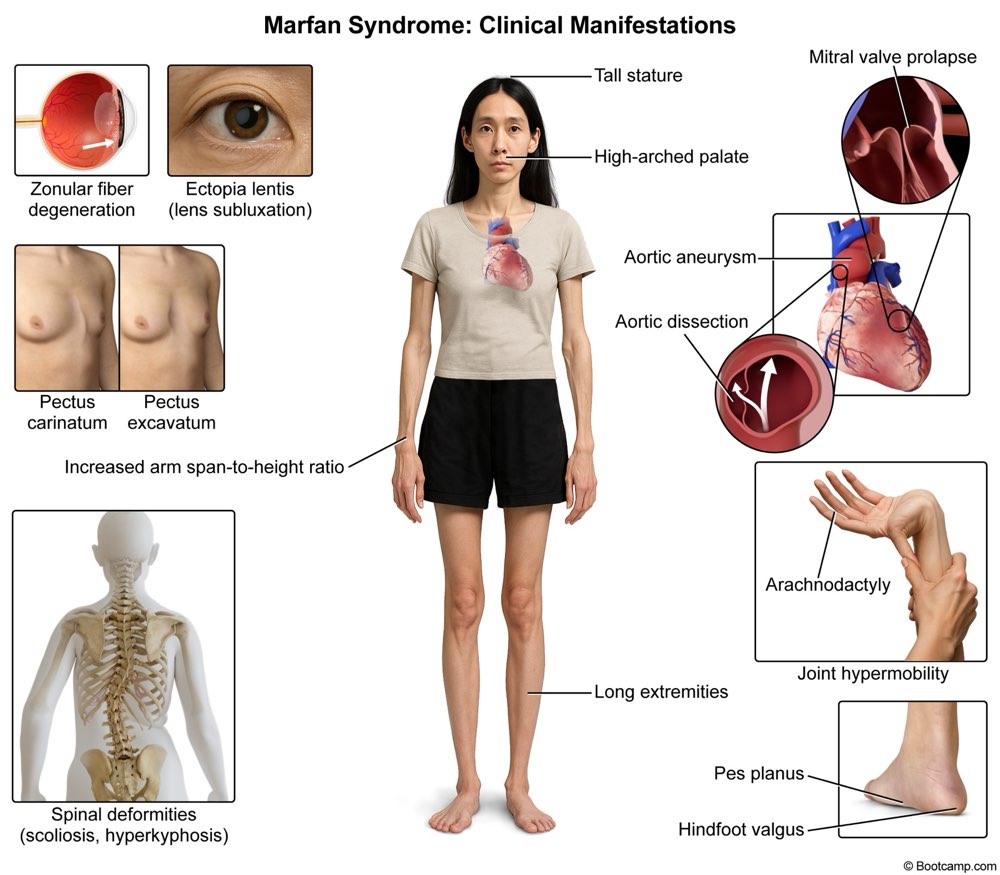 Marfan Syndrome: Clinical Manifestations
Zonular fiber
degeneration
Ectopia lentis
(lens subluxation)
Pectus
carinatum
Pectus
excavatum
Increased arm span-to-height ratio
Spinal deformities
(scoliosis, hyperkyphosis)
Tall stature
High-arched palate
Mitral valve prolapse
Aortic aneurysm
Aortic dissection
Arachnodactyly
Joint hypermobility
Long extremities
Pes planus
Hindfoot valgus
© Bootcamp.com